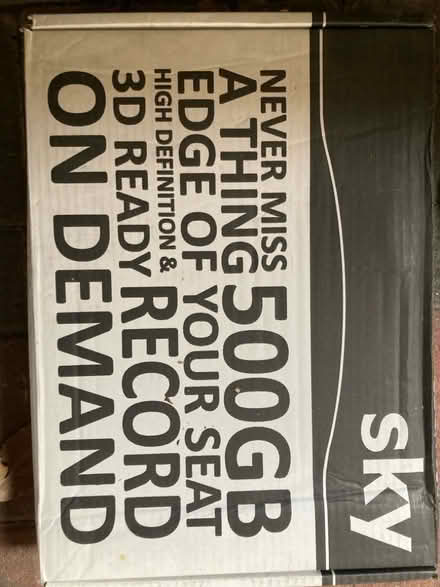 sky
NEVER MISS
A THING 500GB
EDGE OF YOUR SEAT
HIGH DEFINITION &
3D READY RECORD
ON DEMAND